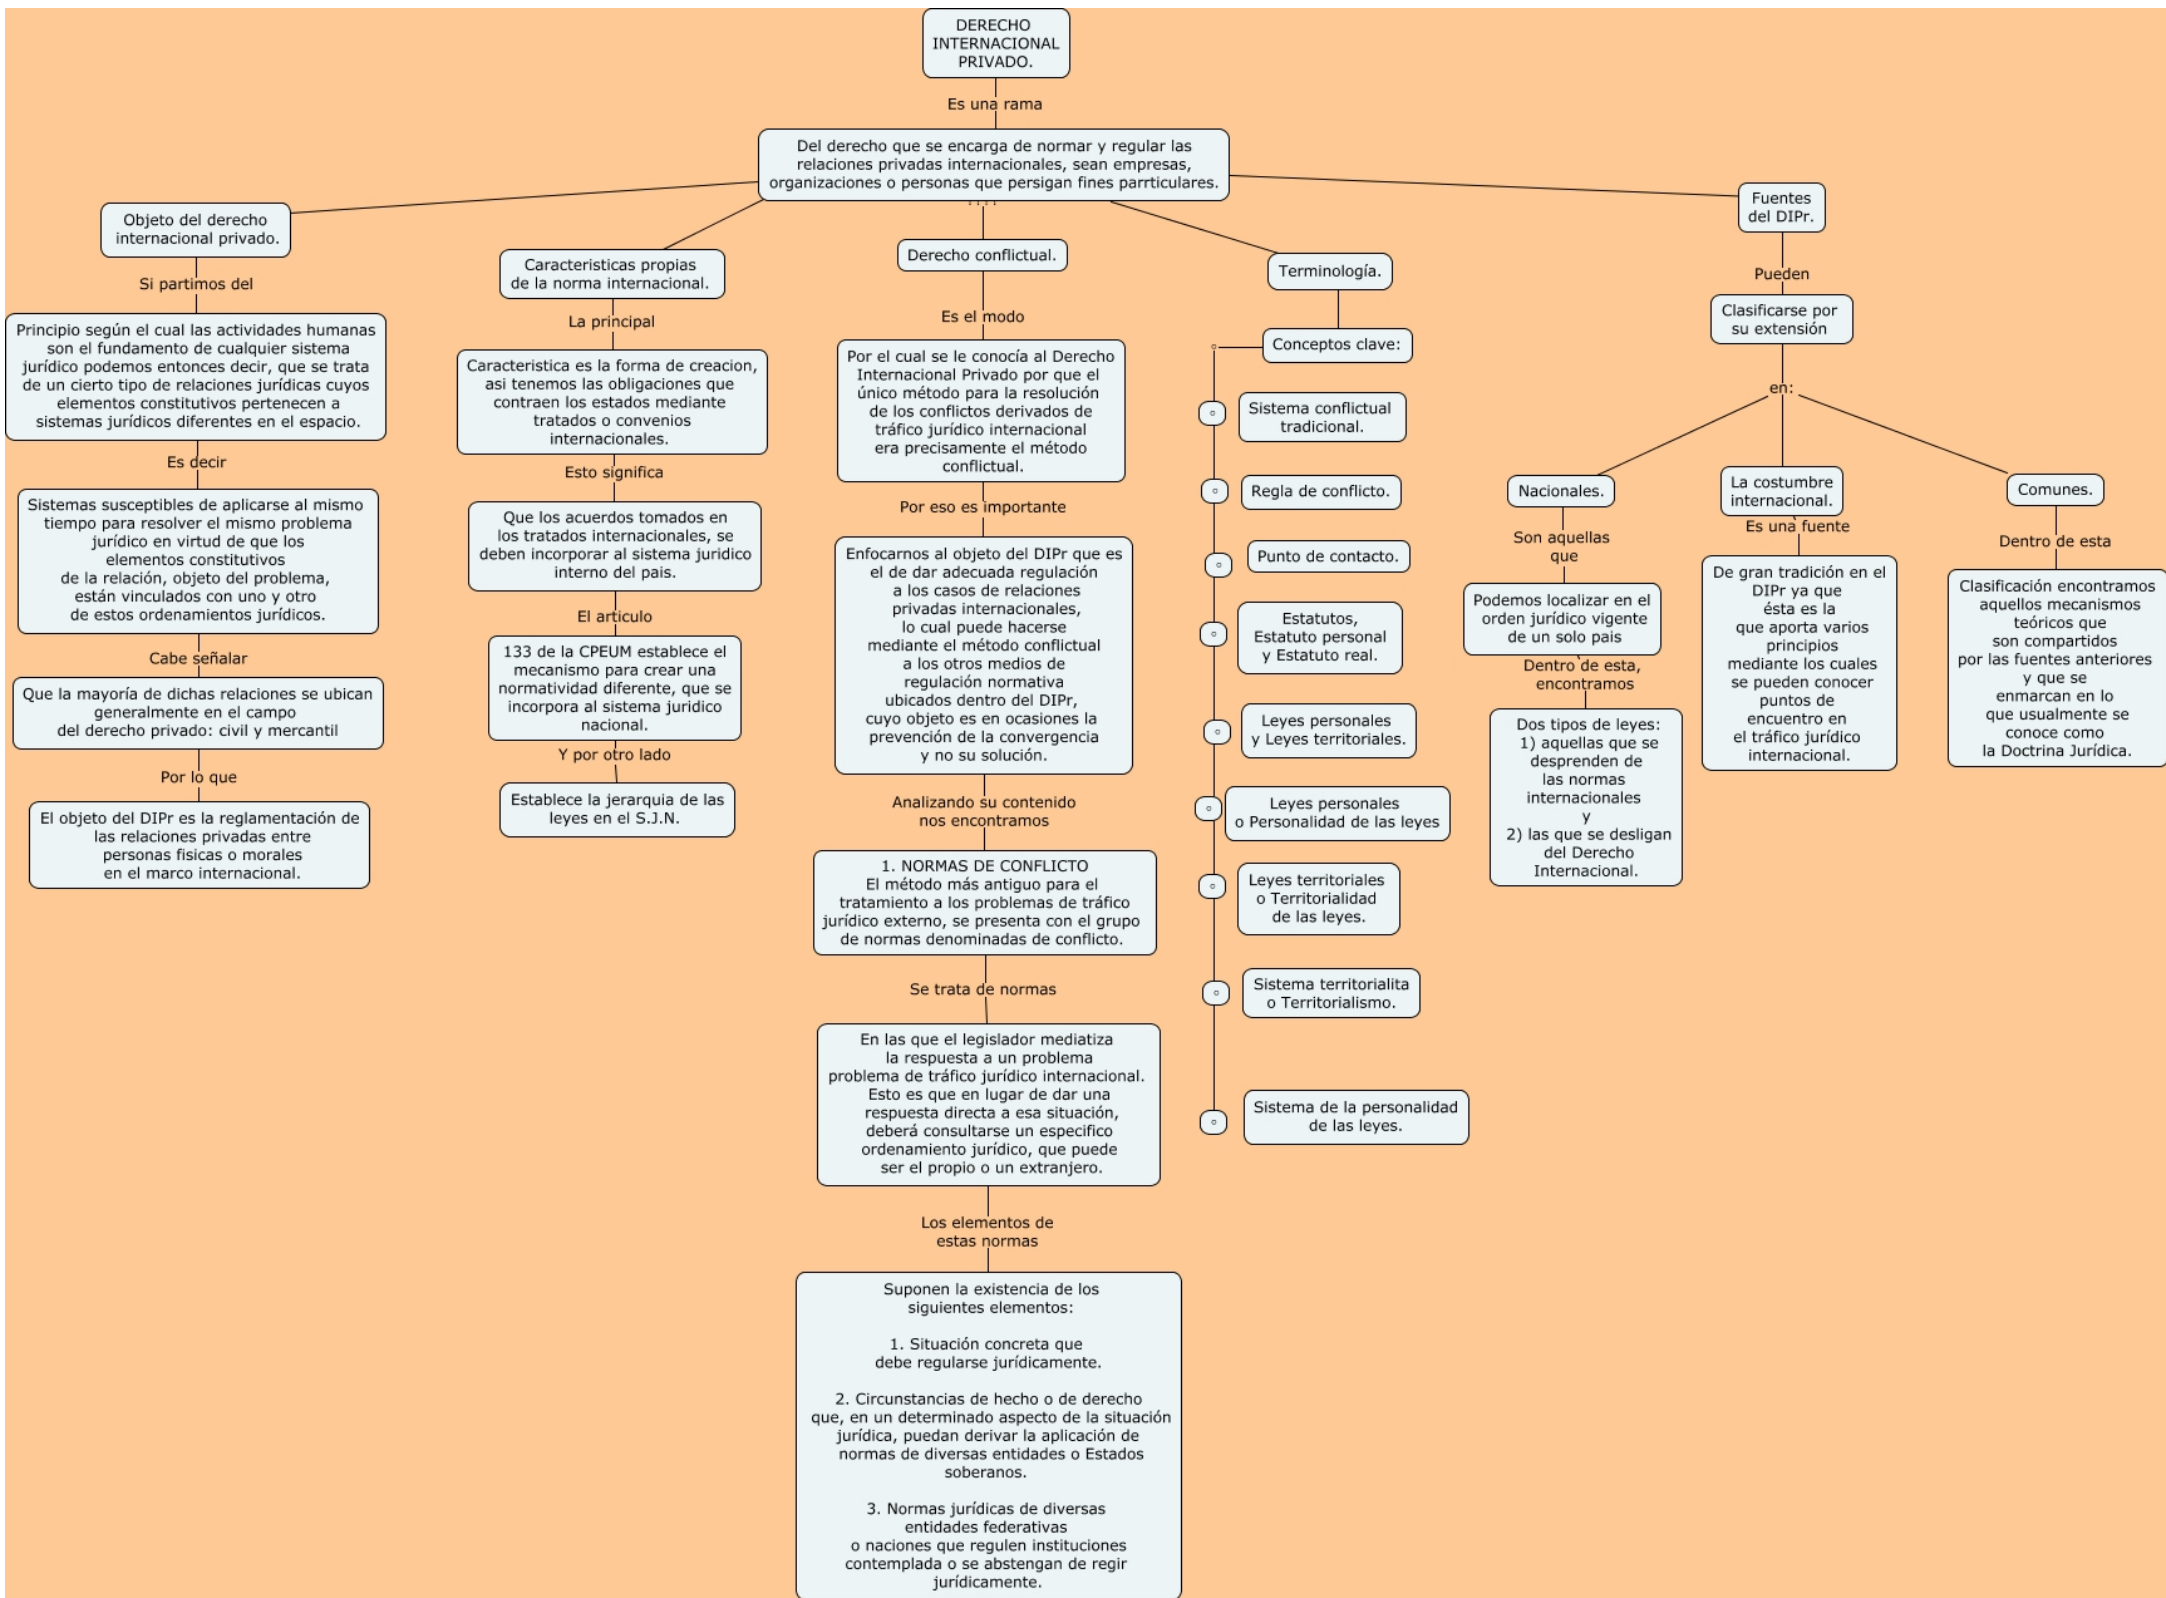 DERECHO
INTERNACIONAL
PRIVADO.
Es una rama
Del derecho que se encarga de normar y regular las
relaciones privadas internacionales, sean empresas,
organizaciones o personas que persigan fines parrticulares.
Objeto del derecho
internacional privado.
Si partimos del
Principio según el cual las actividades humanas
son el fundamento de cualquier sistema
jurídico podemos entonces decir, que se trata
de un cierto tipo de relaciones jurídicas cuyos
elementos constitutivos pertenecen a
sistemas jurídicos diferentes en el espacio.
Es decir
Sistemas susceptibles de aplicarse al mismo
tiempo para resolver el mismo problema
jurídico en virtud de que los
elementos constitutivos
de la relación, objeto del problema,
están vinculados con uno y otro
de estos ordenamientos jurídicos.
Cabe señalar
Que la mayoría de dichas relaciones se ubican
generalmente en el campo
del derecho privado: civil y mercantil
Por lo que
El objeto del DIPr es la reglamentación de
las relaciones privadas entre
personas fisicas o morales
en el marco internacional.
Caracteristicas propias
de la norma internacional.
La principal
Caracteristica es la forma de creacion,
asi tenemos las obligaciones que
contraen los estados mediante
tratados o convenios
internacionales.
Esto significa
Que los acuerdos tomados en
los tratados internacionales, se
deben incorporar al sistema juridico
interno del pais.
El articulo
133 de la CPEUM establece el
mecanismo para crear una
normatividad diferente, que se
incorpora al sistema juridico
nacional.
Y por otro lado
Establece la jerarquia de las
leyes en el S.J.N.
Derecho conflictual.
Es el modo
Por el cual se le conocía al Derecho
Internacional Privado por que el
único método para la resolución
de los conflictos derivados de
tráfico jurídico internacional
era precisamente el método
conflictual.
Por eso es importante
Enfocarnos al objeto del DIPr que es
el de dar adecuada regulación
a los casos de relaciones
privadas internacionales,
lo cual puede hacerse
mediante el método conflictual
a los otros medios de
regulación normativa
ubicados dentro del DIPr,
cuyo objeto es en ocasiones la
prevención de la convergencia
y no su solución.
Analizando su contenido
nos encontramos
1. NORMAS DE CONFLICTO
El método más antiguo para el
tratamiento a los problemas de tráfico
jurídico externo, se presenta con el grupo
de normas denominadas de conflicto.
Se trata de normas
En las que el legislador mediatiza
la respuesta a un problema
problema de tráfico jurídico internacional.
Esto es que en lugar de dar una
respuesta directa a esa situación,
deberá consultarse un especifico
ordenamiento jurídico, que puede
ser el propio o un extranjero.
Los elementos de
estas normas
Suponen la existencia de los
siguientes elementos:
1. Situación concreta que
debe regularse jurídicamente.
2. Circunstancias de hecho o de derecho
que, en un determinado aspecto de la situación
jurídica, puedan derivar la aplicación de
normas de diversas entidades o Estados
soberanos.
3. Normas jurídicas de diversas
entidades federativas
o naciones que regulen instituciones
contemplada o se abstengan de regir
jurídicamente.
Terminología.
Conceptos clave:
Sistema conflictual
tradicional.
Regla de conflicto.
Punto de contacto.
Estatutos,
Estatuto personal
y Estatuto real.
Leyes personales
y Leyes territoriales.
Leyes personales
o Personalidad de las leyes
Leyes territoriales
o Territorialidad
de las leyes.
Sistema territorialita
o Territorialismo.
Sistema de la personalidad
de las leyes.
Fuentes
del DIPr.
Pueden
Clasificarse por
su extensión
en:
Nacionales.
Son aquellas
que
Podemos localizar en el
orden jurídico vigente
de un solo pais
Dentro de esta,
encontramos
Dos tipos de leyes:
1) aquellas que se
desprenden de
las normas
internacionales
y
2) las que se desligan
del Derecho
Internacional.
La costumbre
internacional.
Es una fuente
De gran tradición en el
DIPr ya que
ésta es la
que aporta varios
principios
mediante los cuales
se pueden conocer
puntos de
encuentro en
el tráfico jurídico
internacional.
Comunes.
Dentro de esta
Clasificación encontramos
aquellos mecanismos
teóricos que
son compartidos
por las fuentes anteriores
y que se
enmarcan en lo
que usualmente se
conoce como
la Doctrina Jurídica.